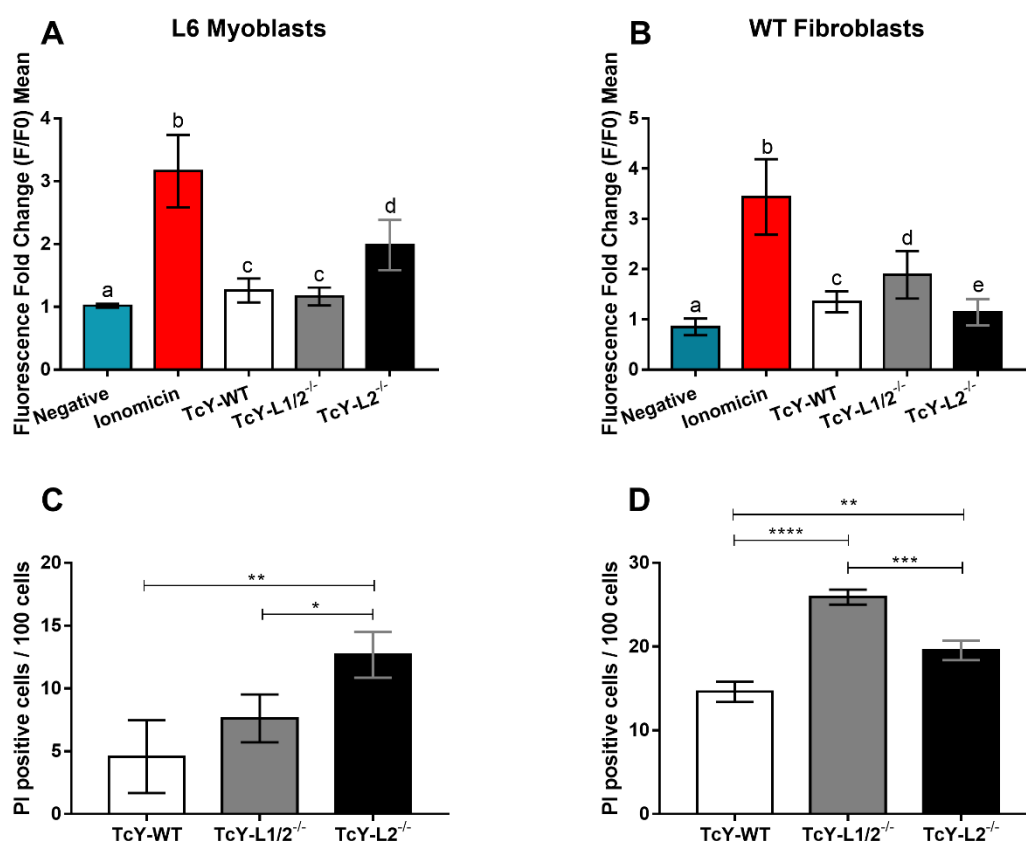 L6 Myoblasts
WT Fibroblasts
A
B
Fluorescence Fold Change (F/F0) Mean
4
3
2
1
0
a
b
c
c
d
Negative
Ionomicin
TcY-WT
TcY-L1/2-/-
TcY-L2-/-
Fluorescence Fold Change (F/F0) Mean
5
4
3
2
1
0
a
b
c
d
e
Negative
Ionomicin
TcY-WT
TcY-L1/2-/-
TcY-L2-/-
C
PI positive cells / 100 cells
20
15
10
5
0
**
*
TcY-WT
TcY-L1/2-/-
TcY-L2-/-
D
PI positive cells / 100 cells
30
20
10
0
**
****
***
TcY-WT
TcY-L1/2-/-
TcY-L2-/-